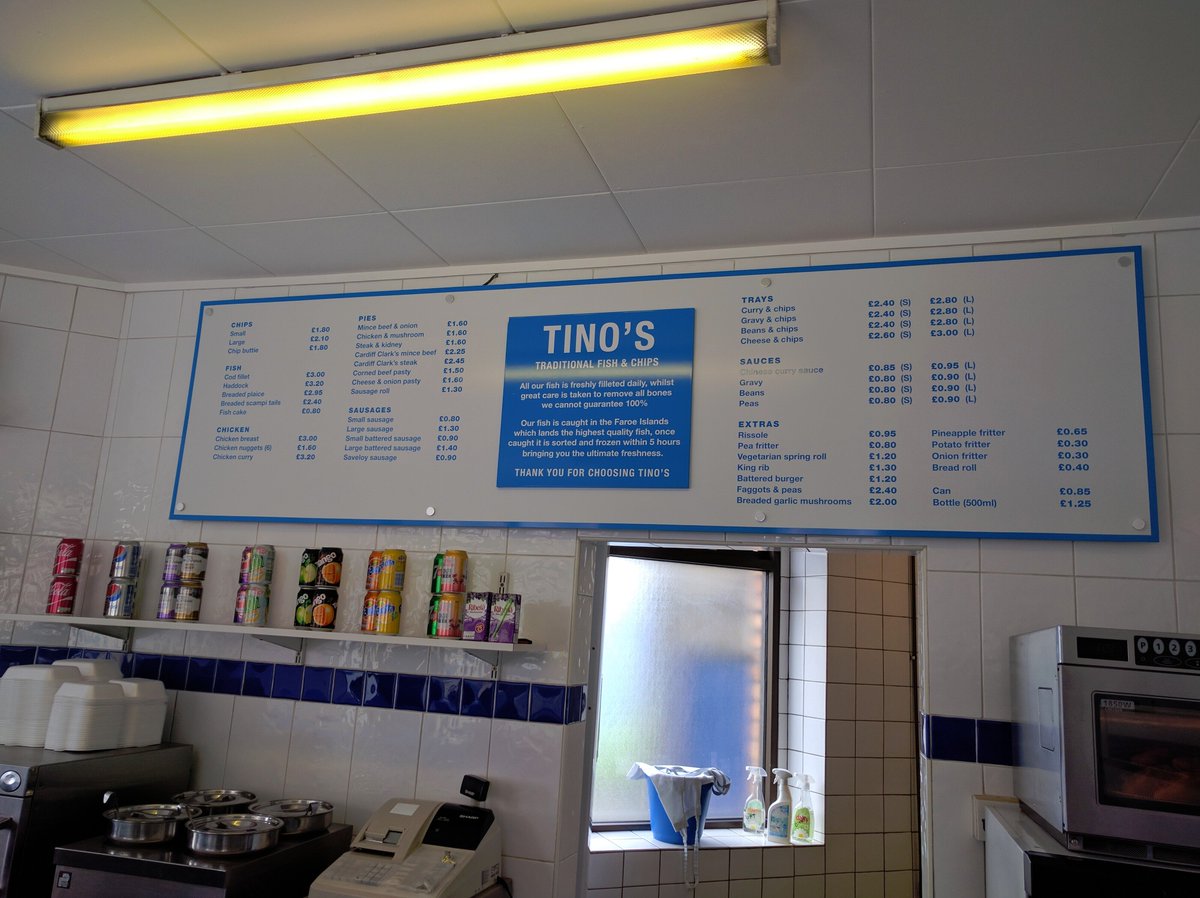 CHIPS
Small £1.80
Large £2.10
Chip buttie £1.80
FISH
Cod fillet £3.00
Haddock £3.20
Breaded plaice £2.95
Breaded scampi tails £2.40
Fish cake £0.80
CHICKEN
Chicken breast £3.00
Chicken nuggets (6) £1.60
Chicken curry £3.20
PIES
Mince beef & onion £1.60
Chicken & mushroom £1.60
Steak & kidney £1.60
Cardiff Clark's mince beef £2.25
Cardiff Clark's steak £2.45
Corned beef pasty £1.50
Cheese & onion pasty £1.60
Sausage roll £1.30
SAUSAGES
Small sausage £0.80
Large sausage £1.30
Small battered sausage £0.90
Large battered sausage £1.40
Saveloy sausage £0.90
TINO'S
TRADITIONAL FISH & CHIPS
All our fish is freshly filleted daily, whilst
great care is taken to remove all bones
we cannot guarantee 100%
Our fish is caught in the Faroe Islands
which lands the highest quality fish, once
caught it is sorted and frozen within 5 hours
bringing you the ultimate freshness.
THANK YOU FOR CHOOSING TINO'S
TRAYS
Curry & chips £2.40 (S) £2.80 (L)
Gravy & chips £2.40 (S) £2.80 (L)
Beans & chips £2.40 (S) £2.80 (L)
Cheese & chips £2.60 (S) £3.00 (L)
SAUCES
Chinese curry sauce £0.85 (S) £0.95 (L)
Gravy £0.80 (S) £0.90 (L)
Beans £0.80 (S) £0.90 (L)
Peas £0.80 (S) £0.90 (L)
EXTRAS
Rissole £0.95
Pea fritter £0.80
Vegetarian spring roll £1.20
King rib £1.30
Battered burger £1.20
Faggots & peas £2.40
Breaded garlic mushrooms £2.00
Pineapple fritter £0.65
Potato fritter £0.30
Onion fritter £0.30
Bread roll £0.40
Can £0.85
Bottle (500ml) £1.25
Ribena
SHARP
P 1 2 3
1850W